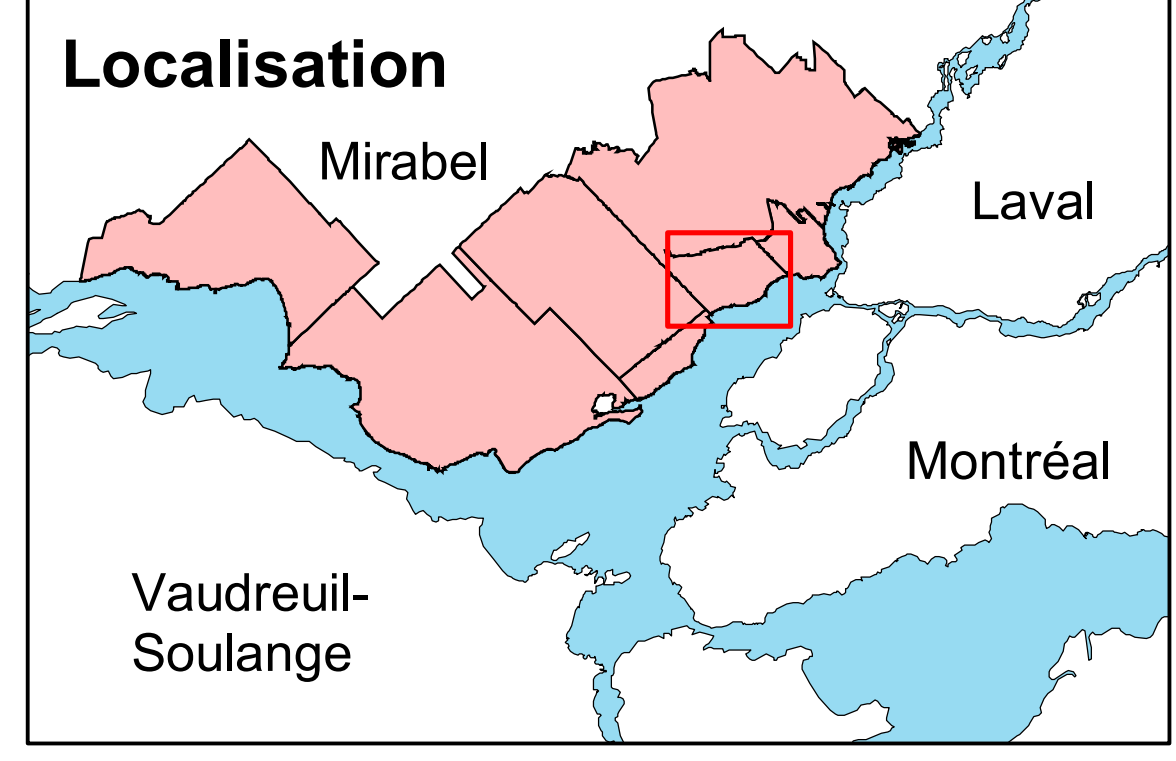 Localisation
Mirabel
Laval
Montréal
Vaudreuil-
Soulange